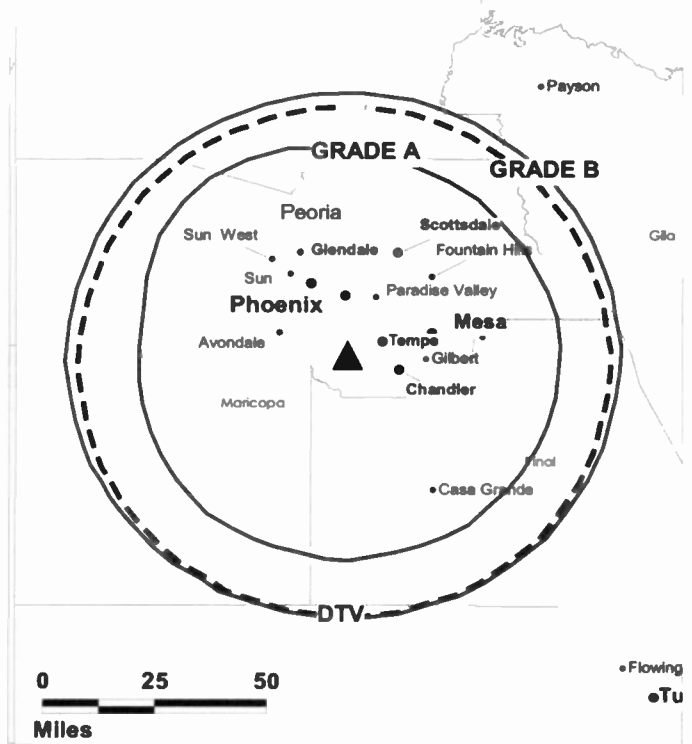 Payson
GRADE A
GRADE B
Peoria
Scottsdale
Sun West
Glendale
Fountain Hills
Gila
Sun
Paradise Valley
Phoenix
Mesa
Avondale
Tempe
Gilbert
Chandler
Maricopa
Pinal
Casa Grande
DTV
Flowing
Tu
0 25 50
Miles